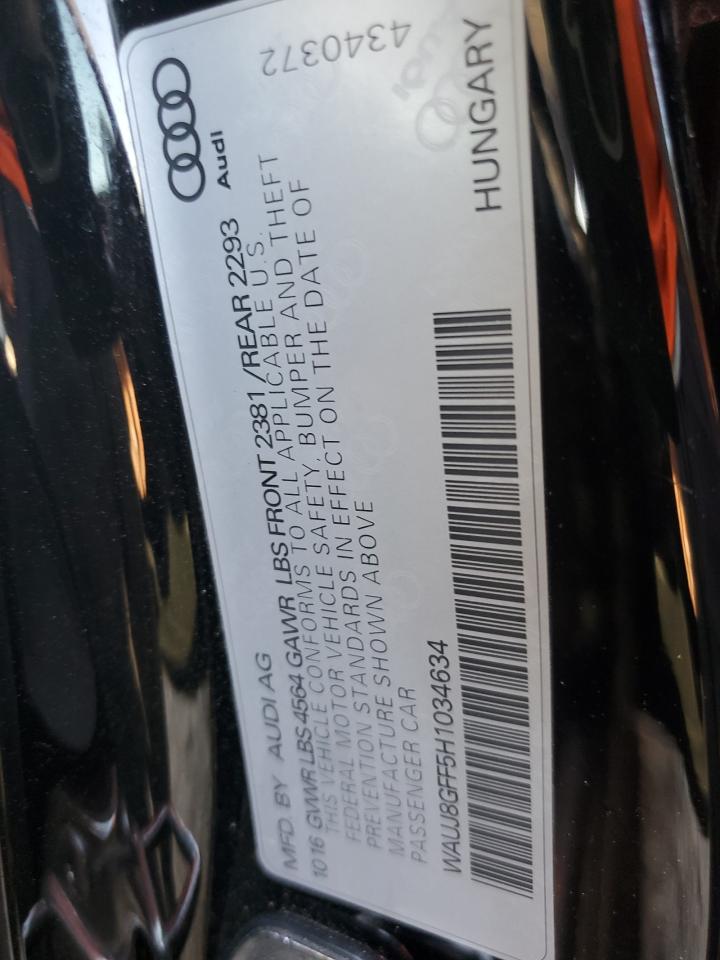 MFD. BY AUDI AG
10 16 GVWR LBS 4564 GAWR LBS FRONT 2381 / REAR 2293
THIS VEHICLE CONFORMS TO ALL APPLICABLE U.S.
FEDERAL MOTOR VEHICLE SAFETY, BUMPER AND THEFT
PREVENTION STANDARDS IN EFFECT ON THE DATE OF
MANUFACTURE SHOWN ABOVE
PASSENGER CAR
WAUJ8GFF5H1034634
Audi
4340372
HUNGARY